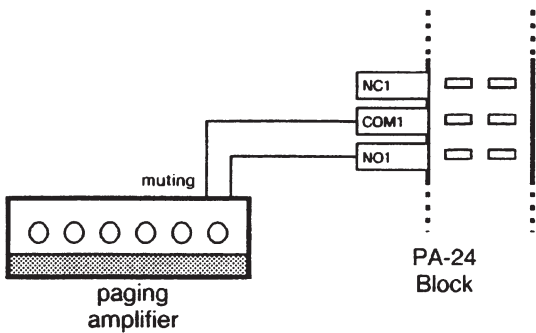 NC1
COM1
NO1
muting
PA-24
Block
paging
amplifier